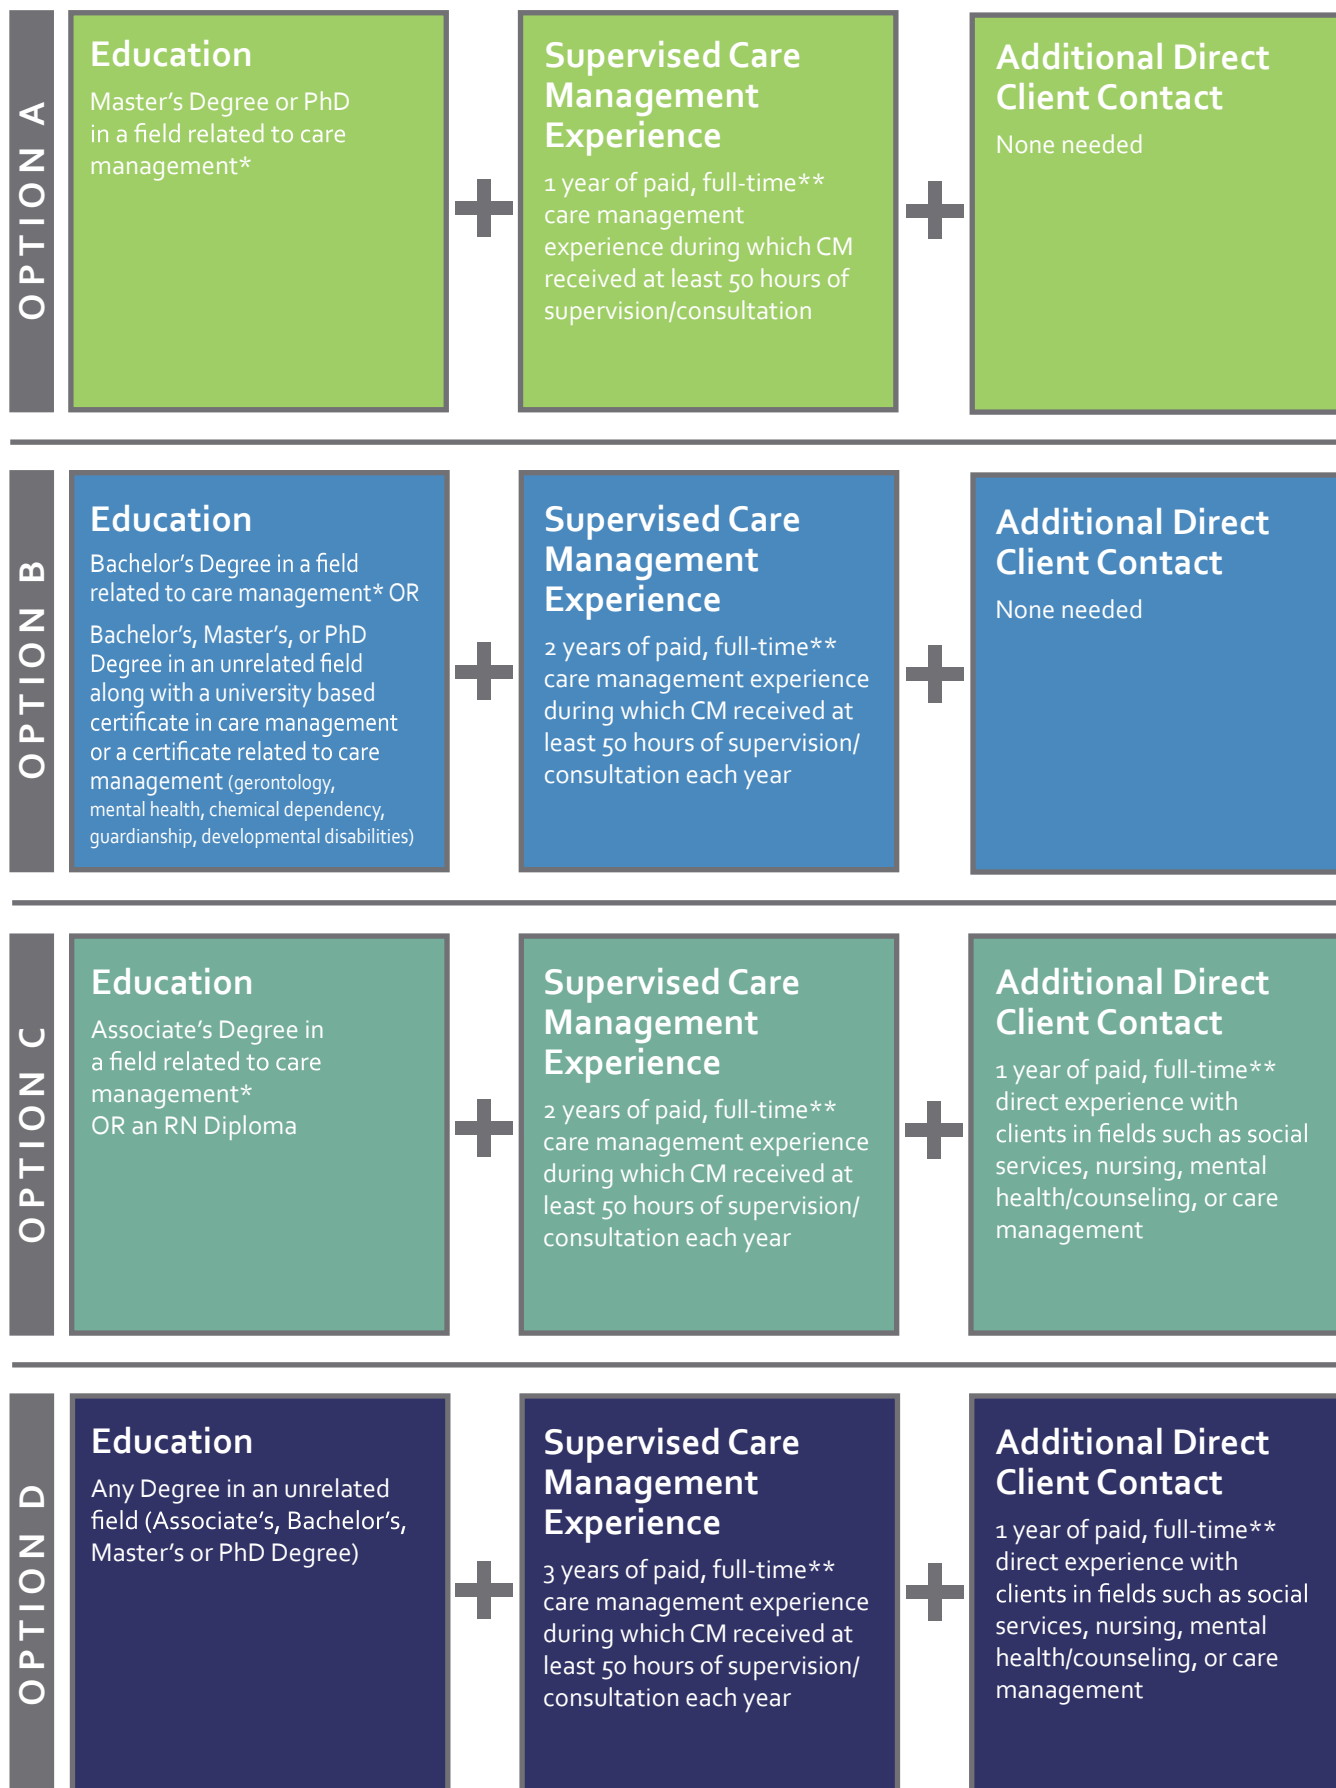 OPTION A
Education
Master's Degree or PhD
in a field related to care
management*
Supervised Care
Management
Experience
1 year of paid, full-time**
care management
experience during which CM
received at least 50 hours of
supervision/consultation
Additional Direct
Client Contact
None needed
OPTION B
Education
Bachelor's Degree in a field
related to care management* OR
Bachelor's, Master's, or PhD
Degree in an unrelated field
along with a university based
certificate in care management
or a certificate related to care
management (gerontology,
mental health, chemical dependency,
guardianship, developmental disabilities)
Supervised Care
Management
Experience
2 years of paid, full-time**
care management experience
during which CM received at
least 50 hours of supervision/
consultation each year
Additional Direct
Client Contact
None needed
OPTION C
Education
Associate's Degree in
a field related to care
management*
OR an RN Diploma
Supervised Care
Management
Experience
2 years of paid, full-time**
care management experience
during which CM received at
least 50 hours of supervision/
consultation each year
Additional Direct
Client Contact
1 year of paid, full-time**
direct experience with
clients in fields such as social
services, nursing, mental
health/counseling, or care
management
OPTION D
Education
Any Degree in an unrelated
field (Associate's, Bachelor's,
Master's or PhD Degree)
Supervised Care
Management
Experience
3 years of paid, full-time**
care management experience
during which CM received at
least 50 hours of supervision/
consultation each year
Additional Direct
Client Contact
1 year of paid, full-time**
direct experience with
clients in fields such as social
services, nursing, mental
health/counseling, or care
management